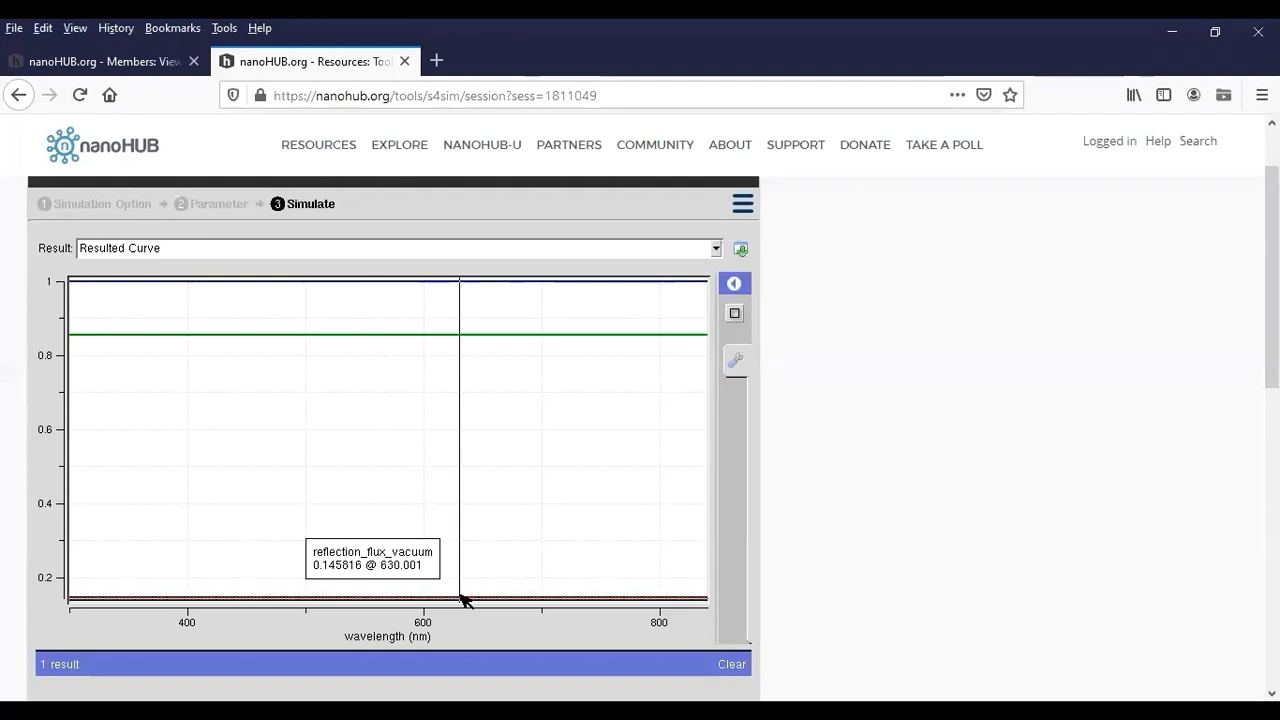 File Edit View History Bookmarks Tools Help
nanoHUB.org - Members: View
nanoHUB.org - Resources: Tool
https://nanohub.org/tools/s4sim/session?sess=1811049
nanoHUB
RESOURCES EXPLORE NANOHUB-U PARTNERS COMMUNITY ABOUT SUPPORT DONATE TAKE A POLL
Logged in Help Search
1 Simulation Option → 2 Parameter → 3 Simulate
Result: Resulted Curve
1
0.8
0.6
0.4
0.2
reflection_flux_vacuum
0.145816 @ 630.001
400 600 800
wavelength (nm)
1 result Clear